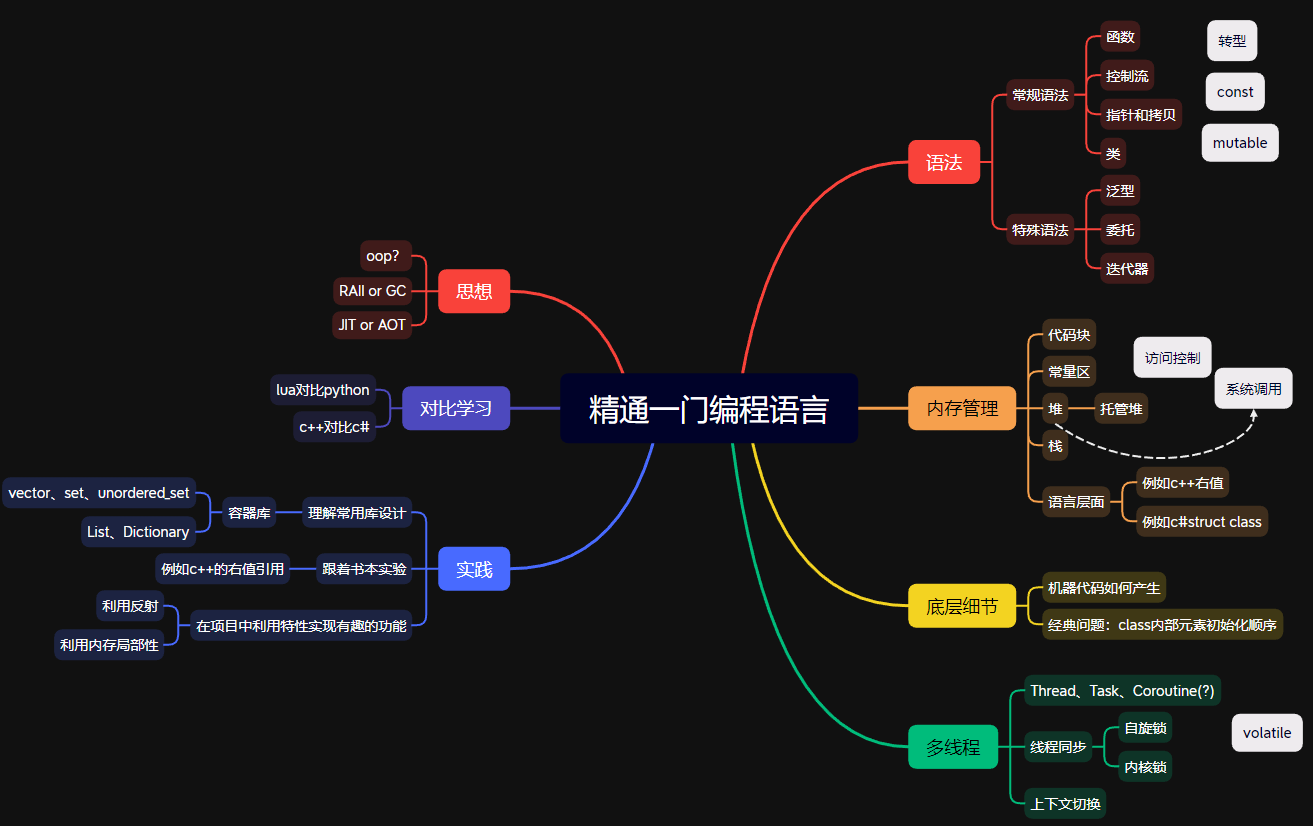 精通一门编程语言
语法
常规语法
函数
控制流
指针和拷贝
类
特殊语法
泛型
委托
迭代器
转型
const
mutable
内存管理
代码块
常量区
堆
托管堆
栈
语言层面
例如c++右值
例如c#struct class
访问控制
系统调用
底层细节
机器代码如何产生
经典问题：class内部元素初始化顺序
多线程
Thread、Task、Coroutine(?)
线程同步
自旋锁
内核锁
上下文切换
volatile
思想
oop?
RAII or GC
JIT or AOT
对比学习
lua对比python
c++对比c#
实践
理解常用库设计
容器库
vector、set、unordered_set
List、Dictionary
跟着书本实验
例如c++的右值引用
在项目中利用特性实现有趣的功能
利用反射
利用内存局部性